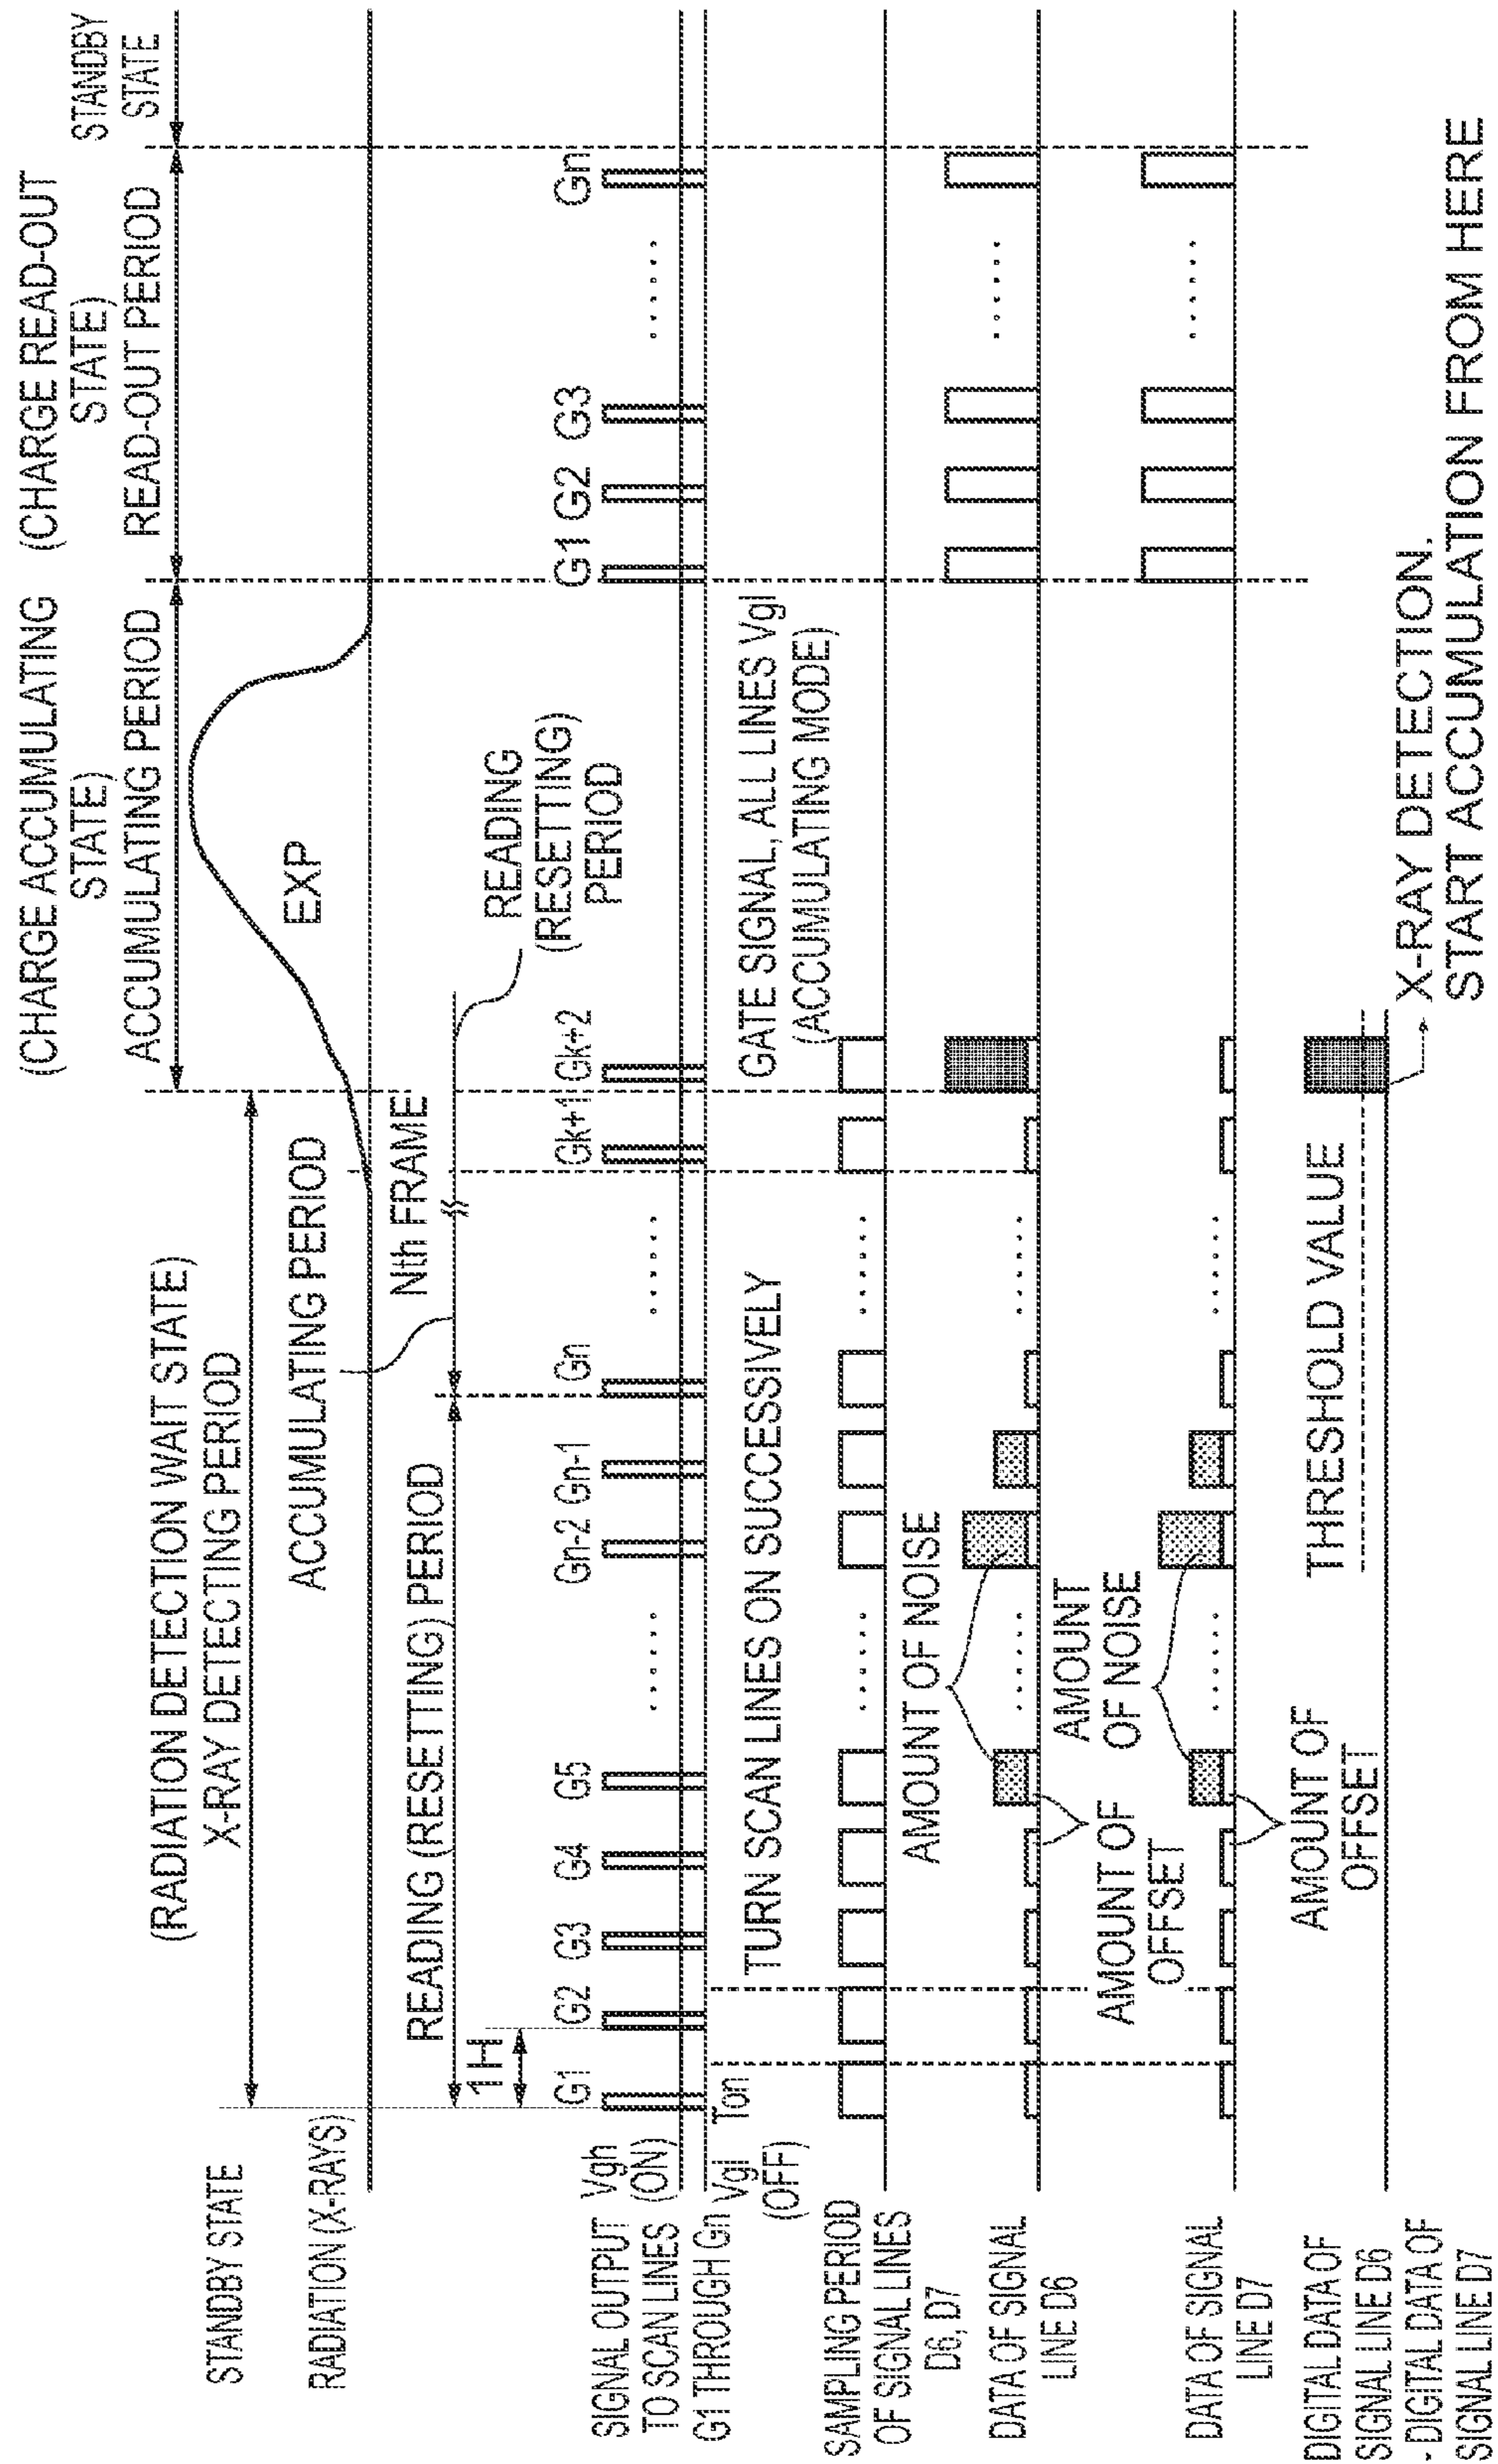 STANDBY STATE
(RADIATION DETECTION WAIT STATE)
X-RAY DETECTING PERIOD
(CHARGE ACCUMULATING
STATE)
ACCUMULATING PERIOD
(CHARGE READ-OUT
STATE)
READ-OUT PERIOD
STANDBY
STATE
RADIATION (X-RAYS)
ACCUMULATING PERIOD
EXP
READING (RESETTING) PERIOD
Nth FRAME
READING
(RESETTING)
PERIOD
1H
SIGNAL OUTPUT
TO SCAN LINES
G1 THROUGH Gn
Vgh
(ON)
Vgl
(OFF)
Ton
G1
G2
G3
G4
G5
Gn-2
Gn-1
Gn
Gk+1
Gk+2
G1
G2
G3
Gn
TURN SCAN LINES ON SUCCESSIVELY
GATE SIGNAL, ALL LINES Vgl
(ACCUMULATING MODE)
SAMPLING PERIOD
OF SIGNAL LINES
D6, D7
AMOUNT OF NOISE
DATA OF SIGNAL
LINE D6
AMOUNT OF
OFFSET
AMOUNT
OF NOISE
DATA OF SIGNAL
LINE D7
AMOUNT OF
OFFSET
THRESHOLD VALUE
DIGITAL DATA OF
SIGNAL LINE D6
- DIGITAL DATA OF
SIGNAL LINE D7
X-RAY DETECTION.
START ACCUMULATION FROM HERE